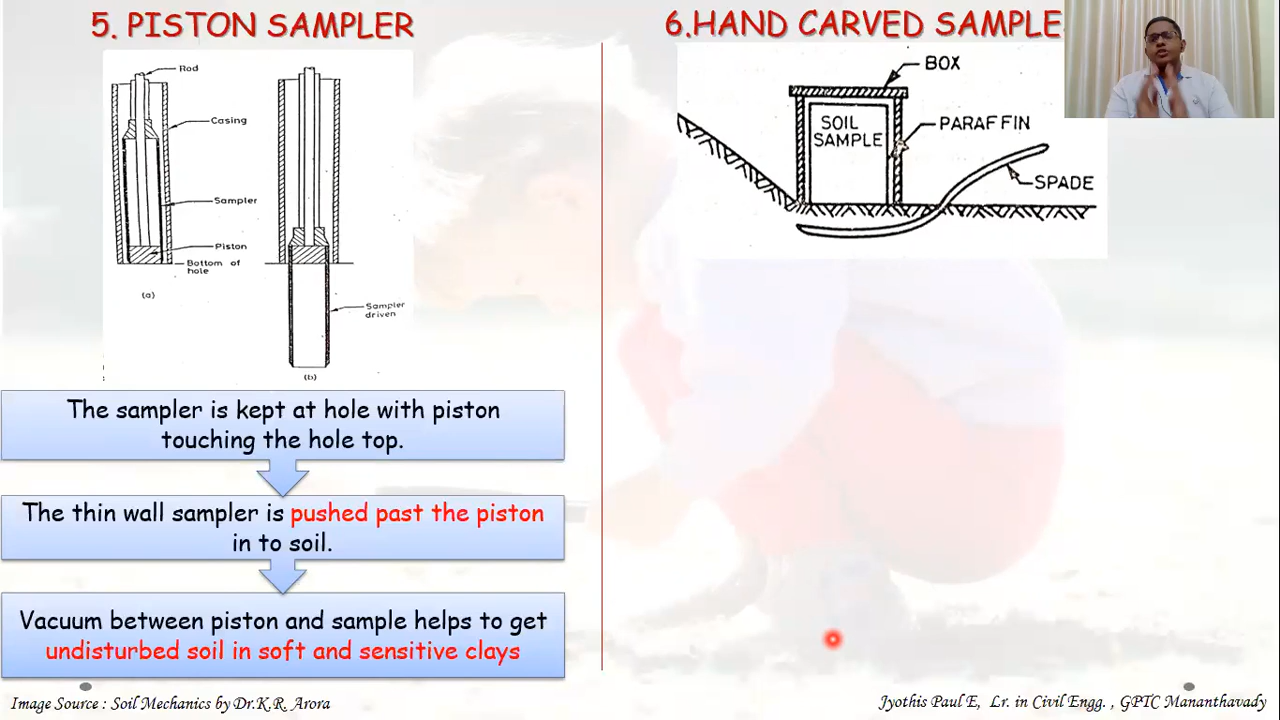 5. PISTON SAMPLER
Rod
Casing
Sampler
Piston
Bottom of
hole
(a)
Sampler
driven
(b)
The sampler is kept at hole with piston
touching the hole top.
The thin wall sampler is pushed past the piston
in to soil.
Vacuum between piston and sample helps to get
undisturbed soil in soft and sensitive clays
6.HAND CARVED SAMPLE
BOX
SOIL
SAMPLE
PARAFFIN
SPADE
Image Source : Soil Mechanics by Dr.K.R. Arora
Jyothis Paul E, Lr. in Civil Engg. , GPTC Mananthavady